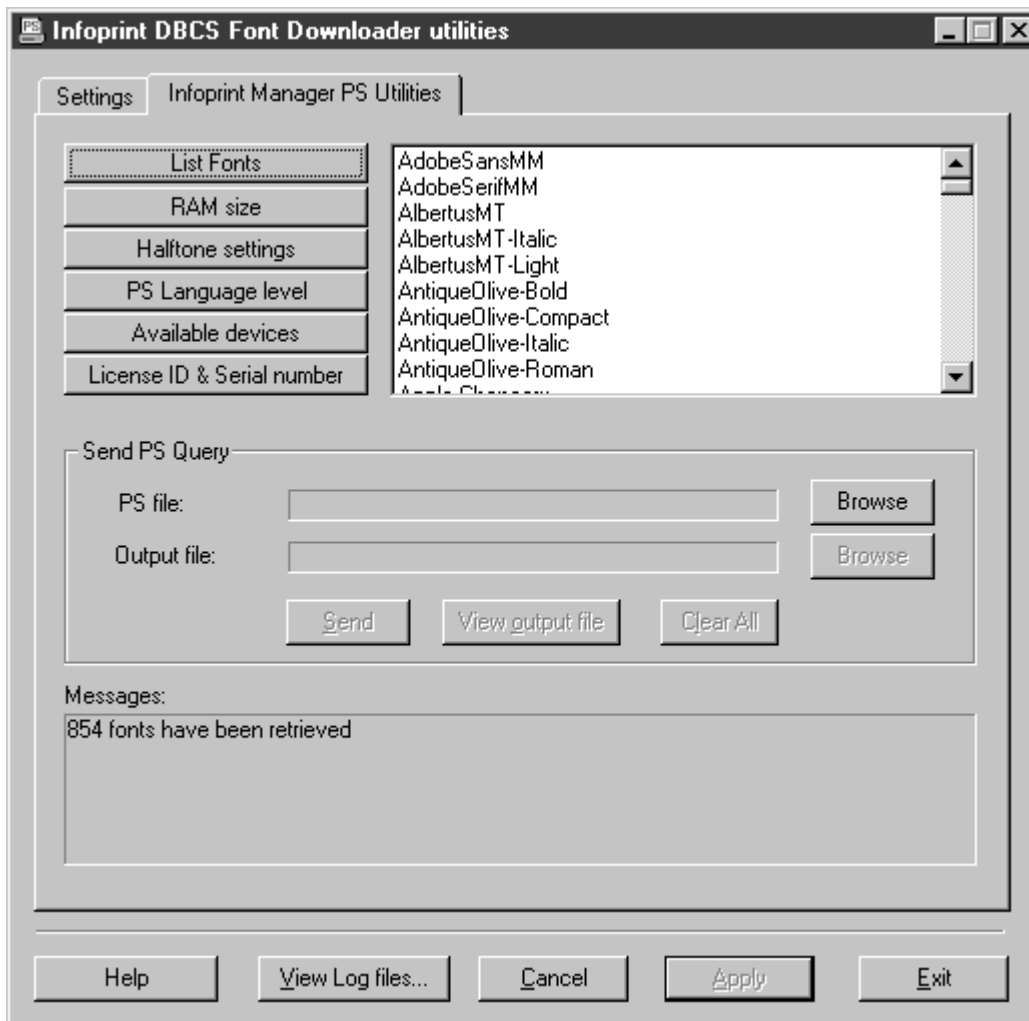 PS
Infoprint DBCS Font Downloader utilities
Settings
Infoprint Manager PS Utilities
List Fonts
RAM size
Halftone settings
PS Language level
Available devices
License ID & Serial number
AdobeSansMM
AdobeSerifMM
AlbertusMT
AlbertusMT-Italic
AlbertusMT-Light
AntiqueOlive-Bold
AntiqueOlive-Compact
AntiqueOlive-Italic
AntiqueOlive-Roman
Send PS Query
PS file:
Browse
Output file:
Browse
Send
View output file
Clear All
Messages:
854 fonts have been retrieved
Help
View Log files...
Cancel
Apply
Exit